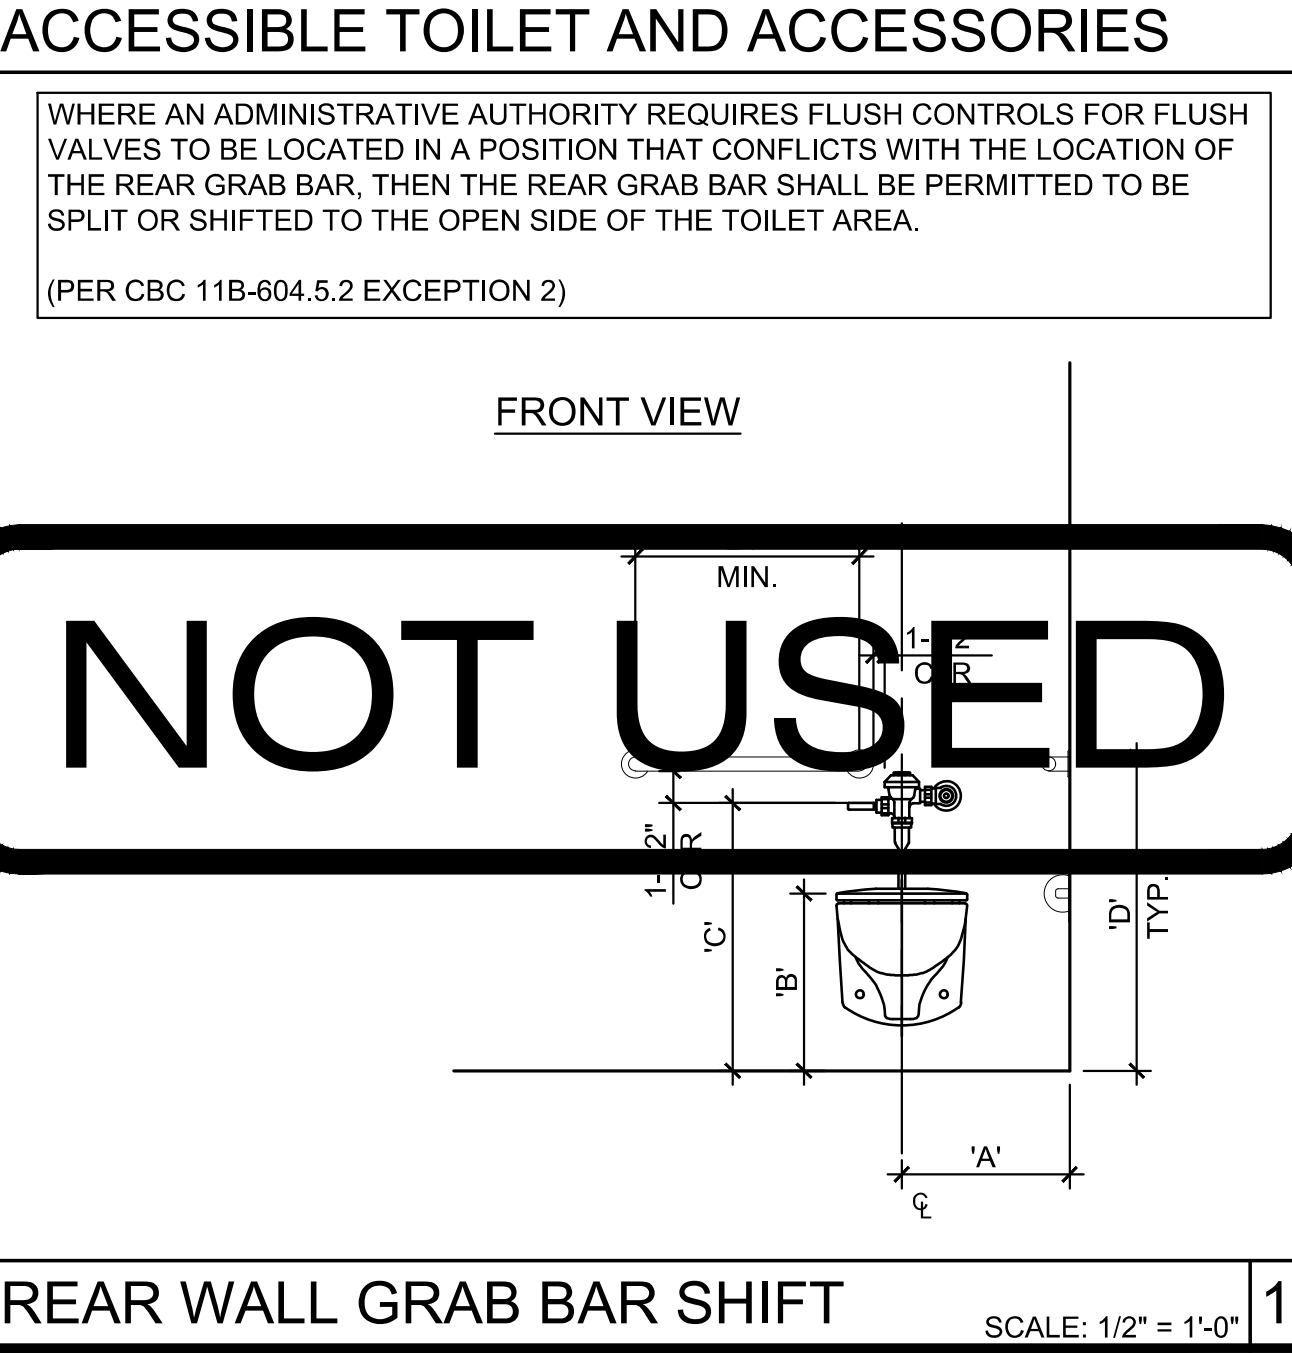 ACCESSIBLE TOILET AND ACCESSORIES
WHERE AN ADMINISTRATIVE AUTHORITY REQUIRES FLUSH CONTROLS FOR FLUSH
VALVES TO BE LOCATED IN A POSITION THAT CONFLICTS WITH THE LOCATION OF
THE REAR GRAB BAR, THEN THE REAR GRAB BAR SHALL BE PERMITTED TO BE
SPLIT OR SHIFTED TO THE OPEN SIDE OF THE TOILET AREA.
(PER CBC 11B-604.5.2 EXCEPTION 2)
FRONT VIEW
MIN.
NOT USED
'C'
'B'
'D'
TYP.
'A'
℄
REAR WALL GRAB BAR SHIFT
SCALE: 1/2" = 1'-0"
1